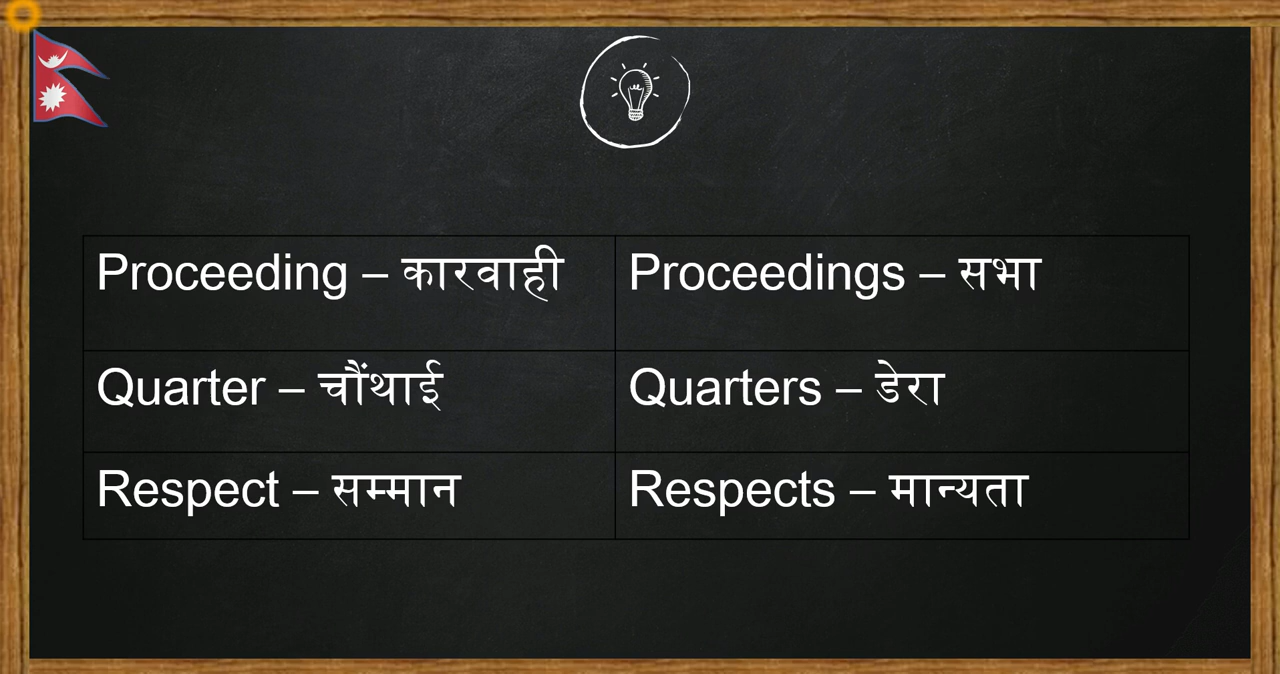 Proceeding – कारवाही
Proceedings – सभा
Quarter – चौंथाई
Quarters – डेरा
Respect – सम्मान
Respects – मान्यता